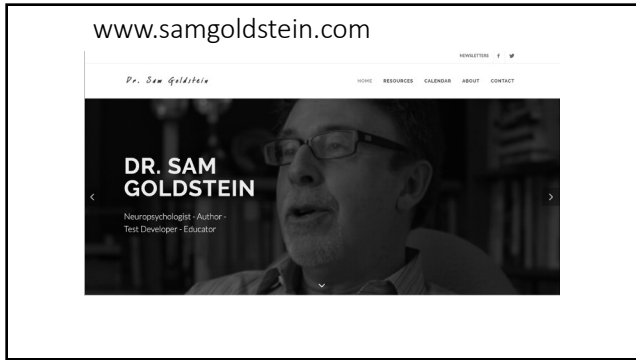 www.samgoldstein.com
NEWSLETTERS
Dr. Sam Goldstein
HOME RESOURCES CALENDAR ABOUT CONTACT
DR. SAM
GOLDSTEIN
Neuropsychologist - Author -
Test Developer - Educator